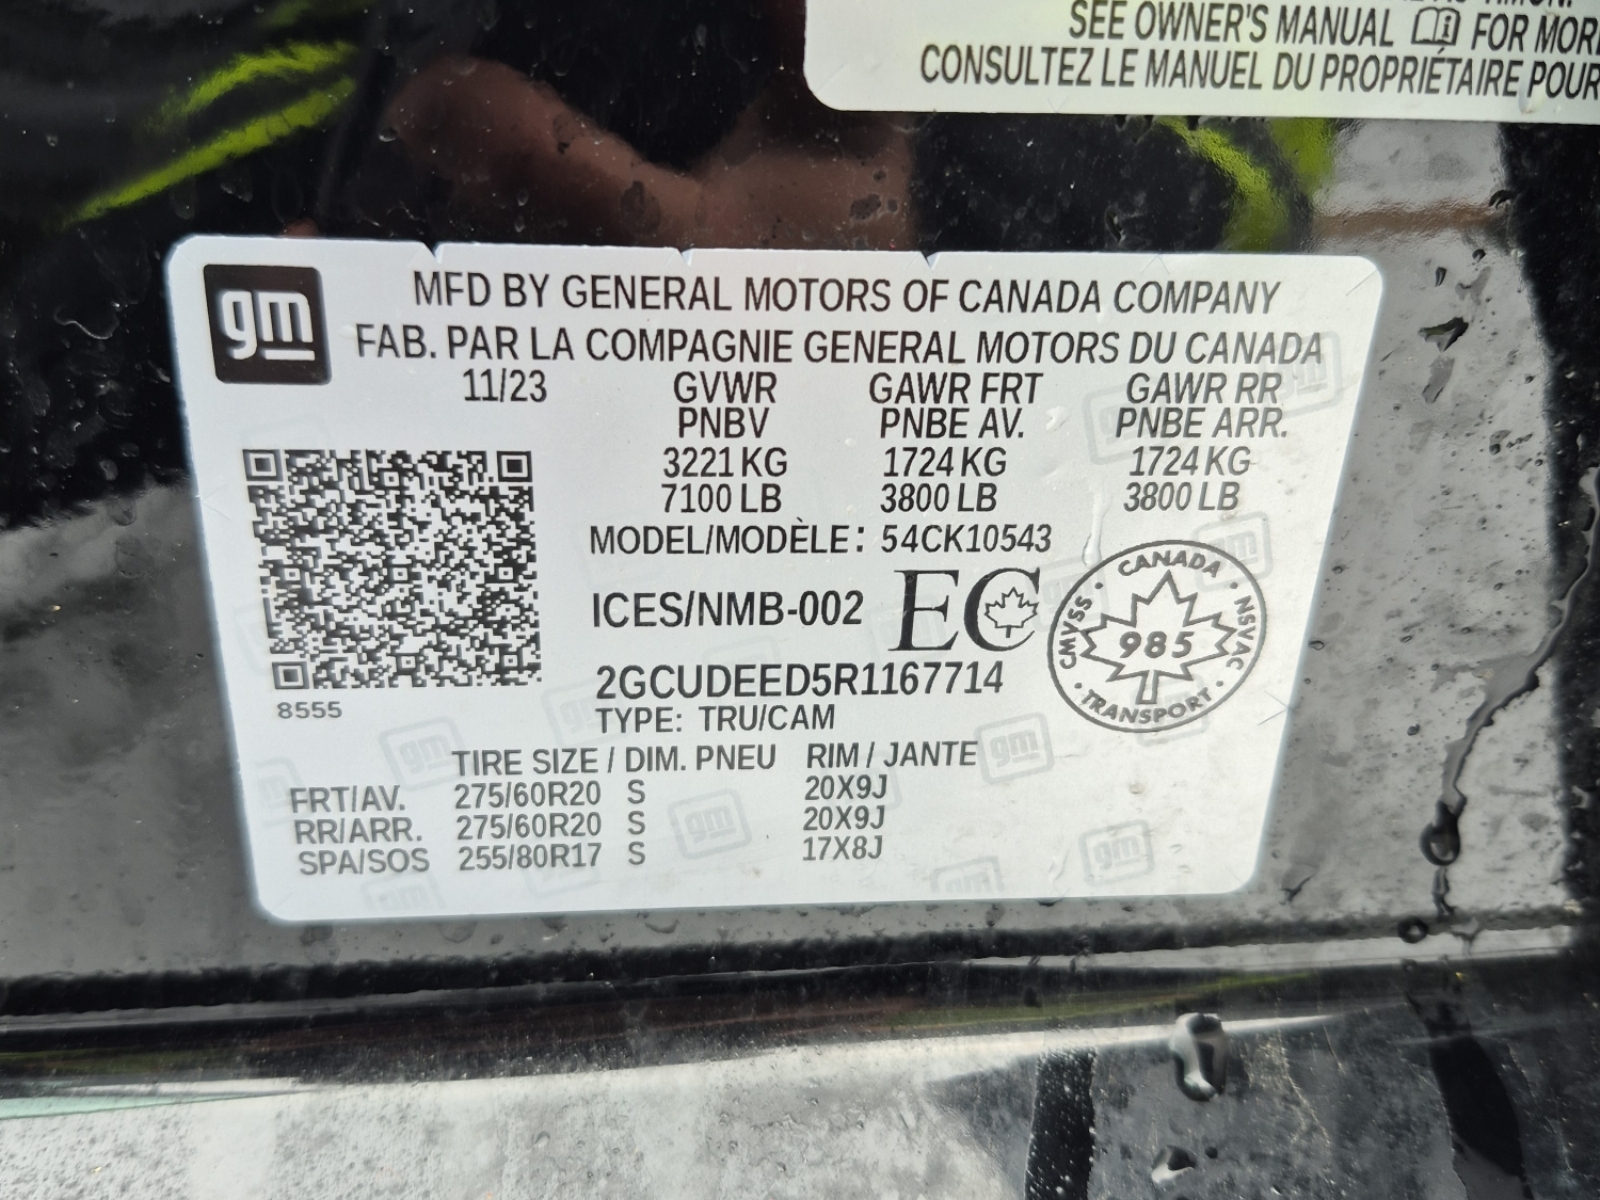 SEE OWNER'S MANUAL FOR MORE
CONSULTEZ LE MANUEL DU PROPRIÉTAIRE POUR
gm
MFD BY GENERAL MOTORS OF CANADA COMPANY
FAB. PAR LA COMPAGNIE GENERAL MOTORS DU CANADA
11/23 GVWR GAWR FRT GAWR RR
PNBV PNBE AV. PNBE ARR.
3221 KG 1724 KG 1724 KG
7100 LB 3800 LB 3800 LB
MODEL/MODÈLE: 54CK10543
ICES/NMB-002 EC
CANADA
CMVSS 985 NSVAC
TRANSPORT
2GCUDEED5R1167714
8555
TYPE: TRU/CAM
TIRE SIZE / DIM. PNEU RIM / JANTE
FRT/AV. 275/60R20 S 20X9J
RR/ARR. 275/60R20 S 20X9J
SPA/SOS 255/80R17 S 17X8J